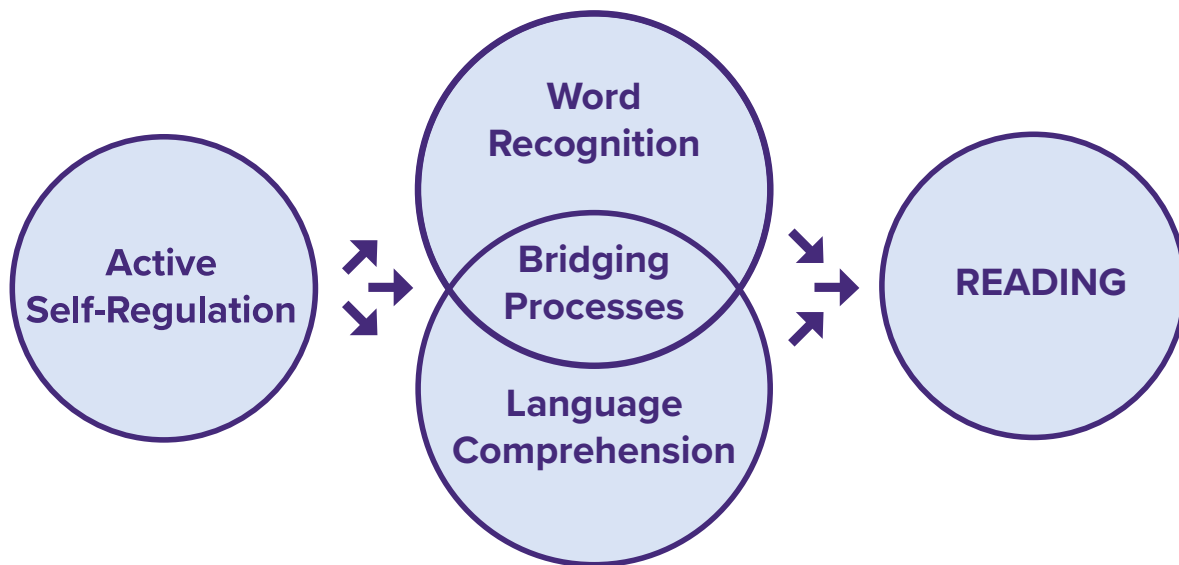 Active
Self-Regulation
Word
Recognition
Bridging
Processes
Language
Comprehension
READING